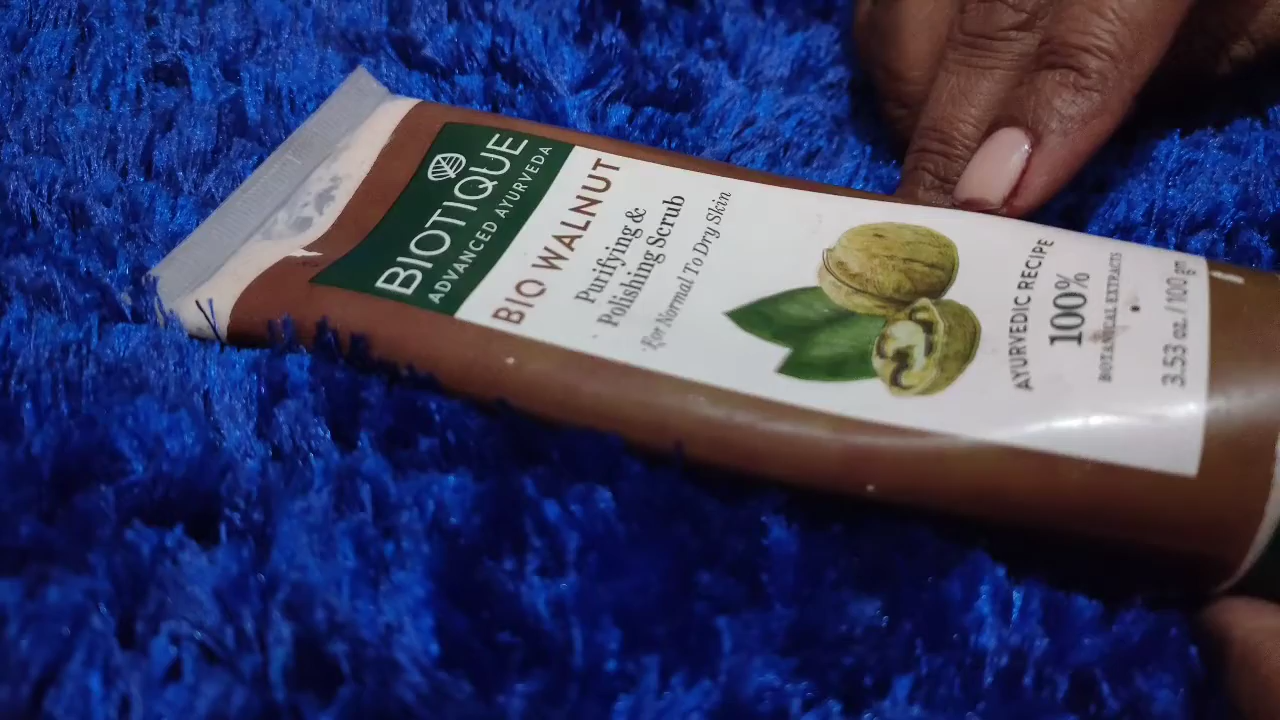 BIOTIQUE
ADVANCED AYURVEDA
BIO WALNUT
Purifying &
Polishing Scrub
For Normal To Dry Skin
AYURVEDIC RECIPE
100%
BOTANICAL EXTRACTS
3.53 oz./100 gm